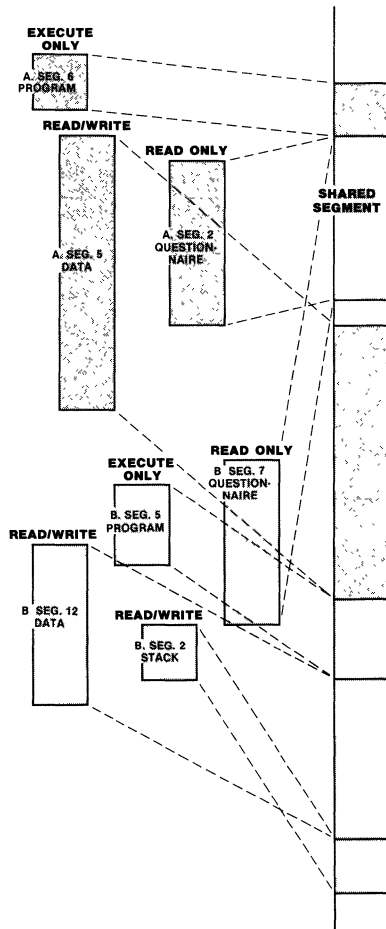 EXECUTE
ONLY
A. SEG. 6
PROGRAM
READ/WRITE
READ ONLY
A. SEG. 5
DATA
A. SEG. 2
QUESTION-
NAIRE
SHARED
SEGMENT
READ ONLY
B SEG. 7
QUESTION-
NAIRE
EXECUTE
ONLY
B. SEG. 5
PROGRAM
READ/WRITE
B SEG. 12
DATA
READ/WRITE
B. SEG. 2
STACK